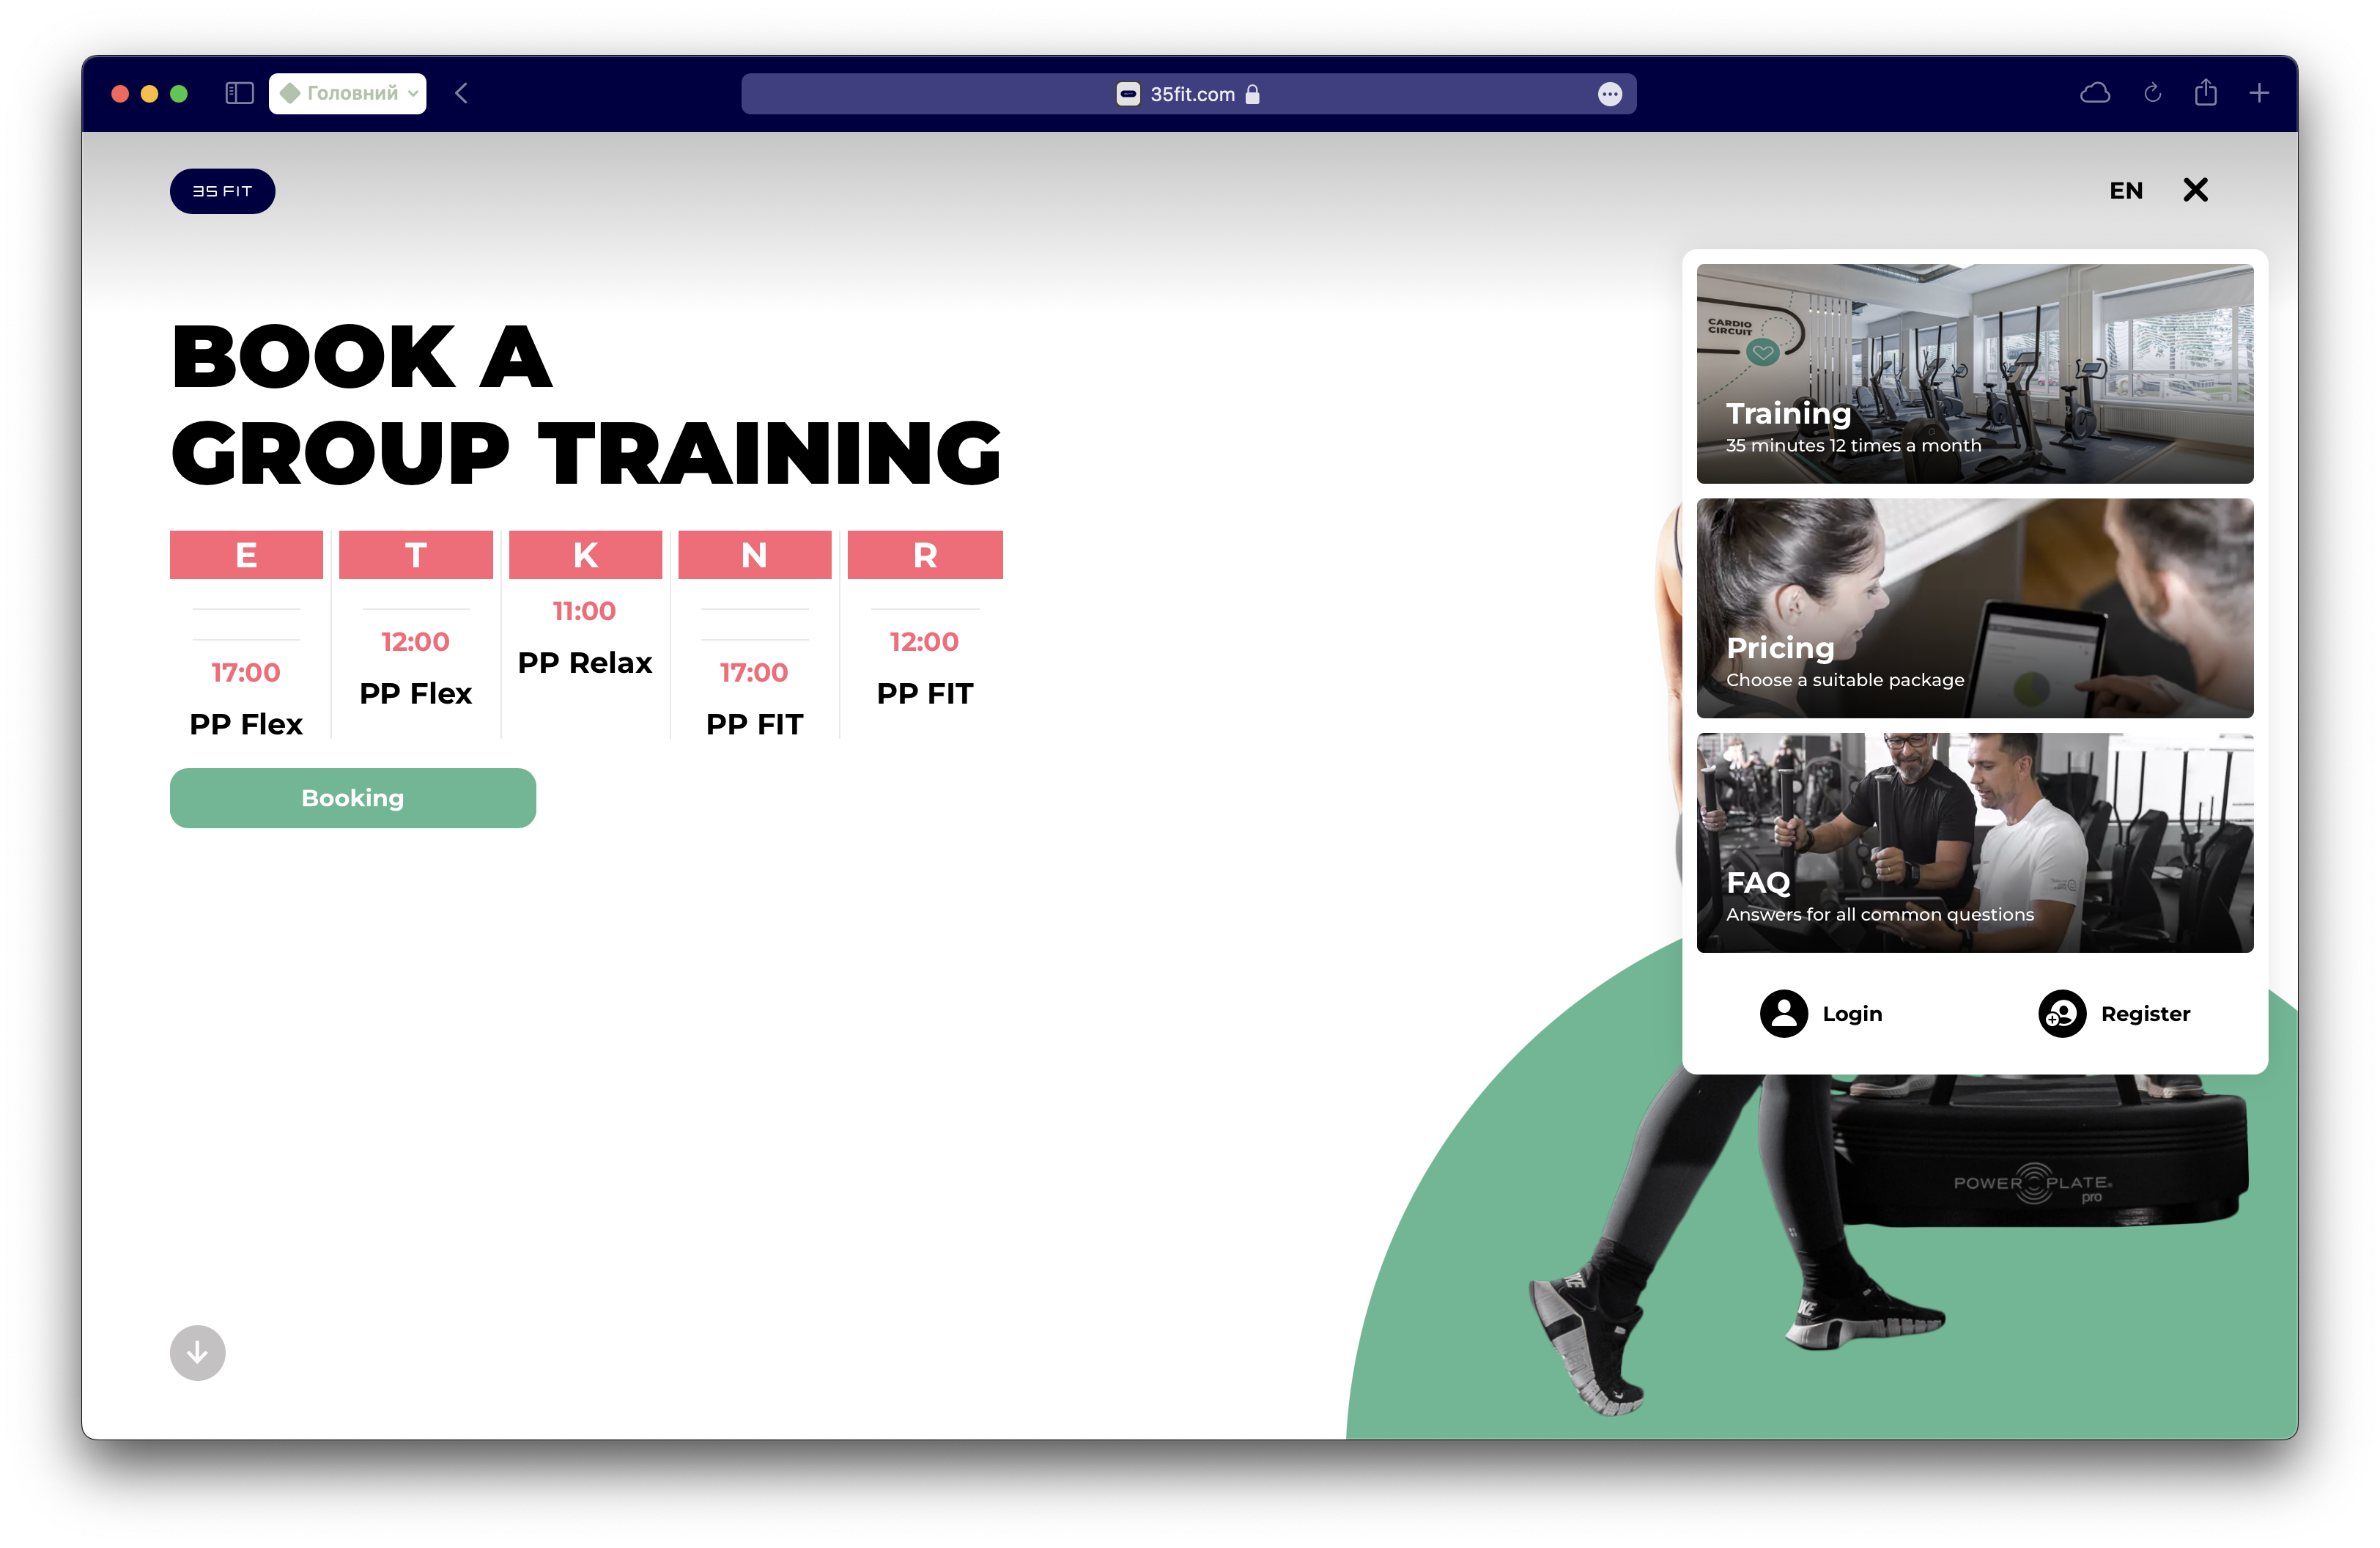 Головний
35fit.com
35 FIT
EN
BOOK A
GROUP TRAINING
E T K N R
11:00
PP Relax
12:00
PP Flex
12:00
PP FIT
17:00
PP Flex
17:00
PP FIT
Booking
CARDIO
CIRCUIT
Training
35 minutes 12 times a month
Pricing
Choose a suitable package
FAQ
Answers for all common questions
Login
Register
POWER PLATE®
pro
NIKE
NIKE